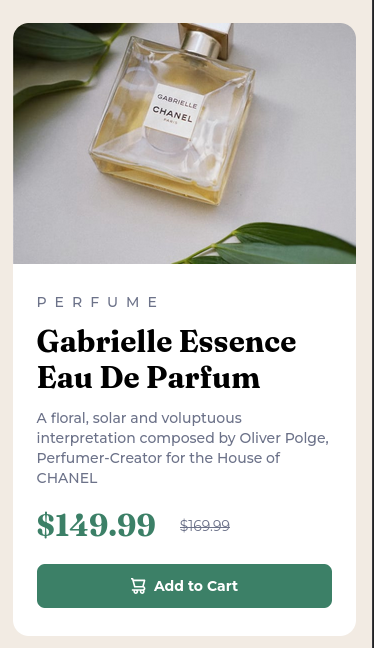 GABRIELLE
CHANEL
PARIS
PERFUME
Gabrielle Essence
Eau De Parfum
A floral, solar and voluptuous
interpretation composed by Oliver Polge,
Perfumer-Creator for the House of
CHANEL
$149.99 $169.99
Add to Cart